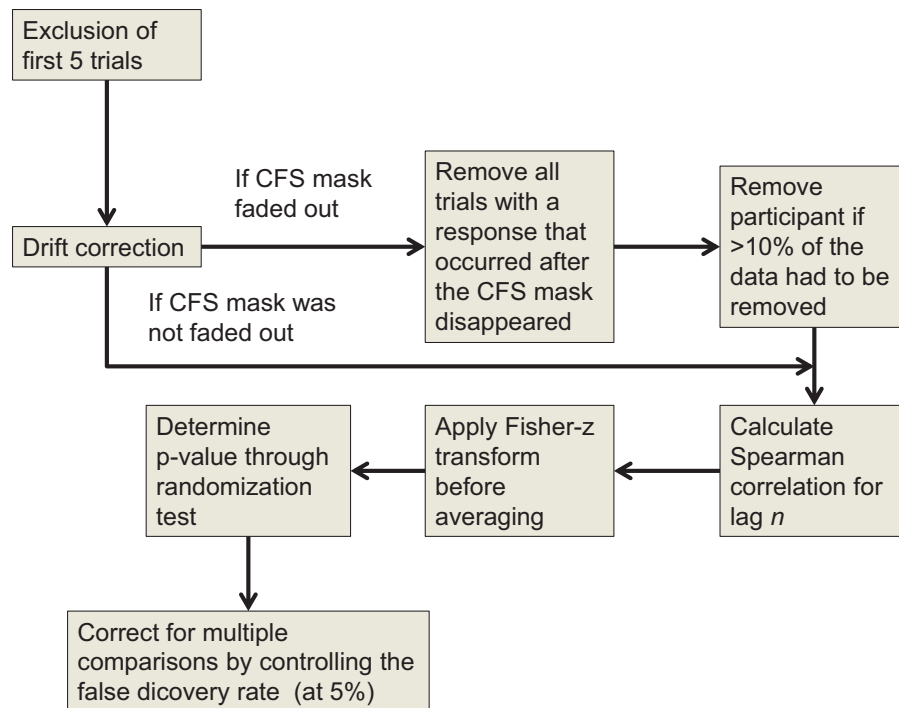 Exclusion of
first 5 trials
If CFS mask
faded out
Remove all
trials with a
response that
occurred after
the CFS mask
disappeared
Remove
participant if
>10% of the
data had to be
removed
Drift correction
If CFS mask was
not faded out
Calculate
Spearman
correlation for
lag n
Apply Fisher-z
transform
before
averaging
Determine
p-value through
randomization
test
Correct for multiple
comparisons by controlling the
false dicovery rate (at 5%)